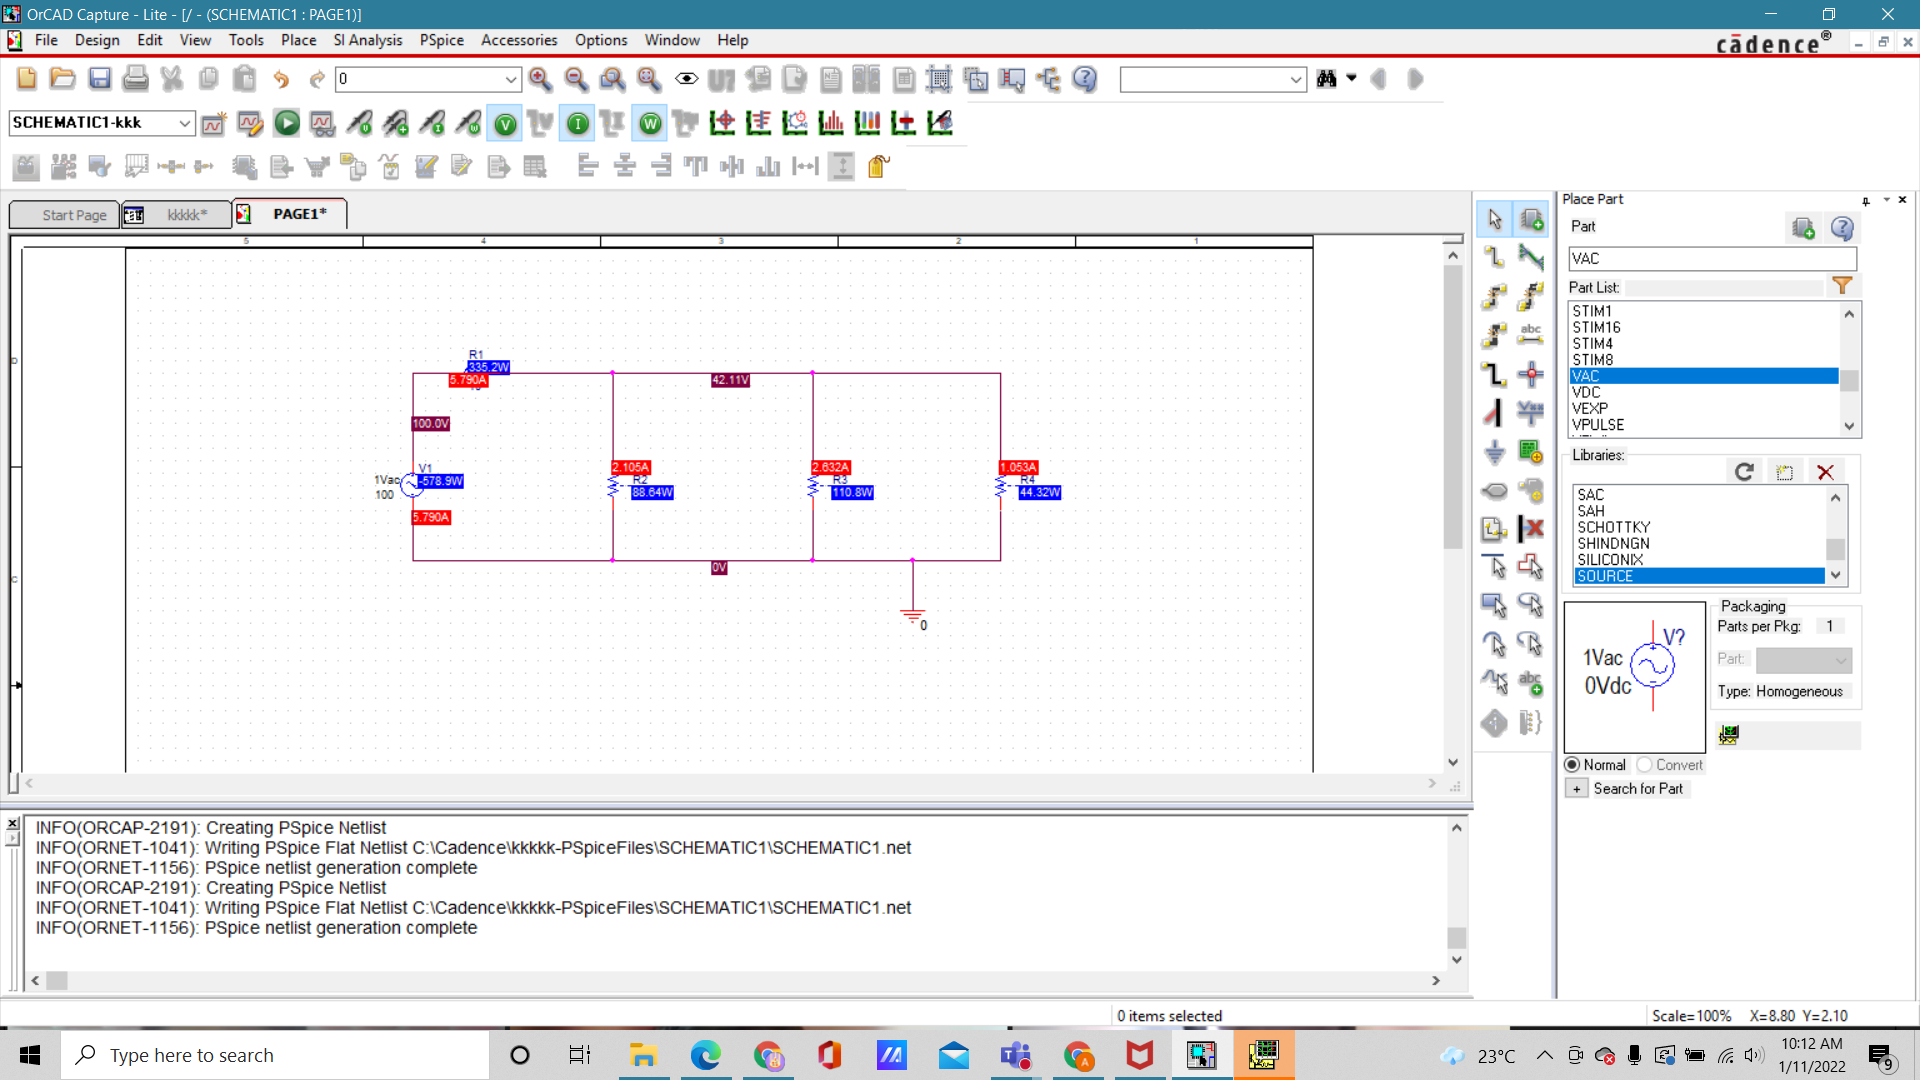 OrCAD Capture - Lite - [/ - (SCHEMATIC1 : PAGE1)]
File Design Edit View Tools Place SI Analysis PSpice Accessories Options Window Help
cādence®
0
U?
SCHEMATIC1-kkk
V
I
W
Start Page
kkkkk*
PAGE1*
5 4 3 2 1
D
C
R1
335.2W
5.790A
42.11V
100.0V
V1
1Vac
-578.9W
100
5.790A
2.105A
R2
88.64W
2.632A
R3
110.8W
1.053A
R4
44.32W
0V
0
Place Part
Part
VAC
Part List:
STIM1
STIM16
STIM4
STIM8
VAC
VDC
VEXP
VPULSE
Libraries:
SAC
SAH
SCHOTTKY
SHINDNGN
SILICONIX
SOURCE
V?
1Vac
0Vdc
Packaging
Parts per Pkg: 1
Part:
Type: Homogeneous
Normal Convert
+ Search for Part
INFO(ORCAP-2191): Creating PSpice Netlist
INFO(ORNET-1041): Writing PSpice Flat Netlist C:\Cadence\kkkkk-PSpiceFiles\SCHEMATIC1\SCHEMATIC1.net
INFO(ORNET-1156): PSpice netlist generation complete
INFO(ORCAP-2191): Creating PSpice Netlist
INFO(ORNET-1041): Writing PSpice Flat Netlist C:\Cadence\kkkkk-PSpiceFiles\SCHEMATIC1\SCHEMATIC1.net
INFO(ORNET-1156): PSpice netlist generation complete
0 items selected
Scale=100% X=8.80 Y=2.10
Type here to search
23°C
10:12 AM
1/11/2022
9